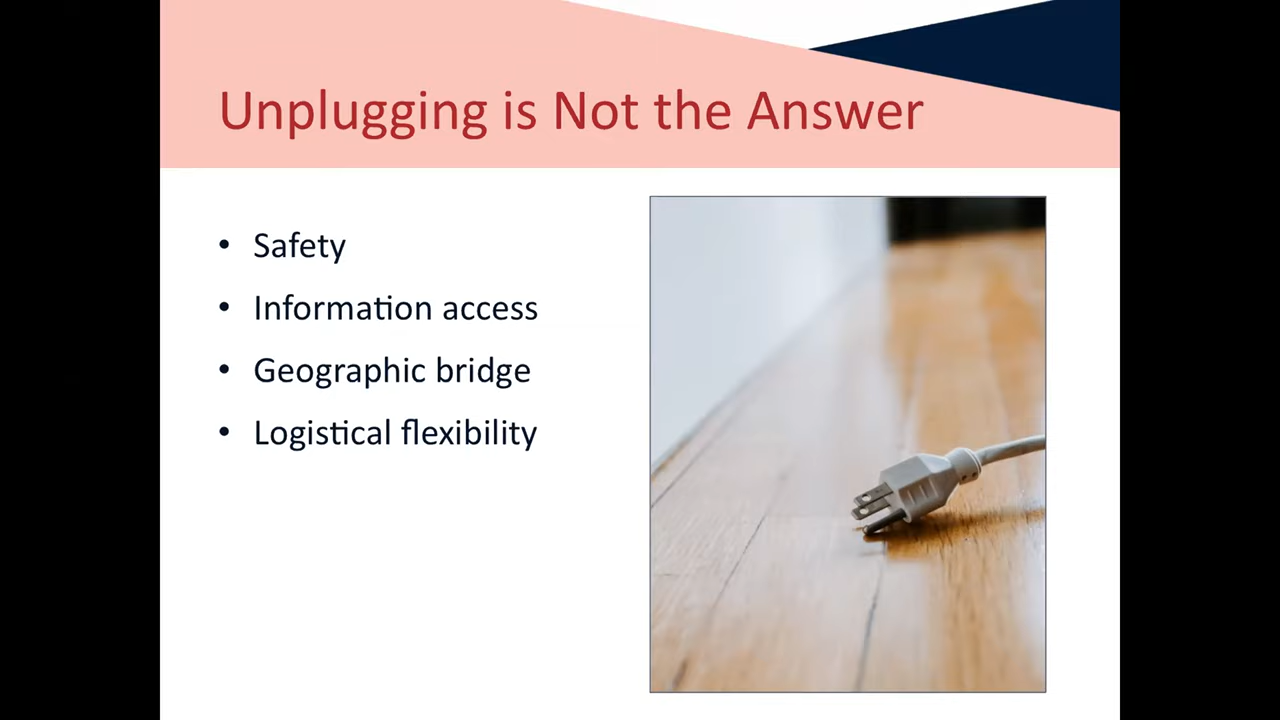 Unplugging is Not the Answer
• Safety
• Information access
• Geographic bridge
• Logistical flexibility